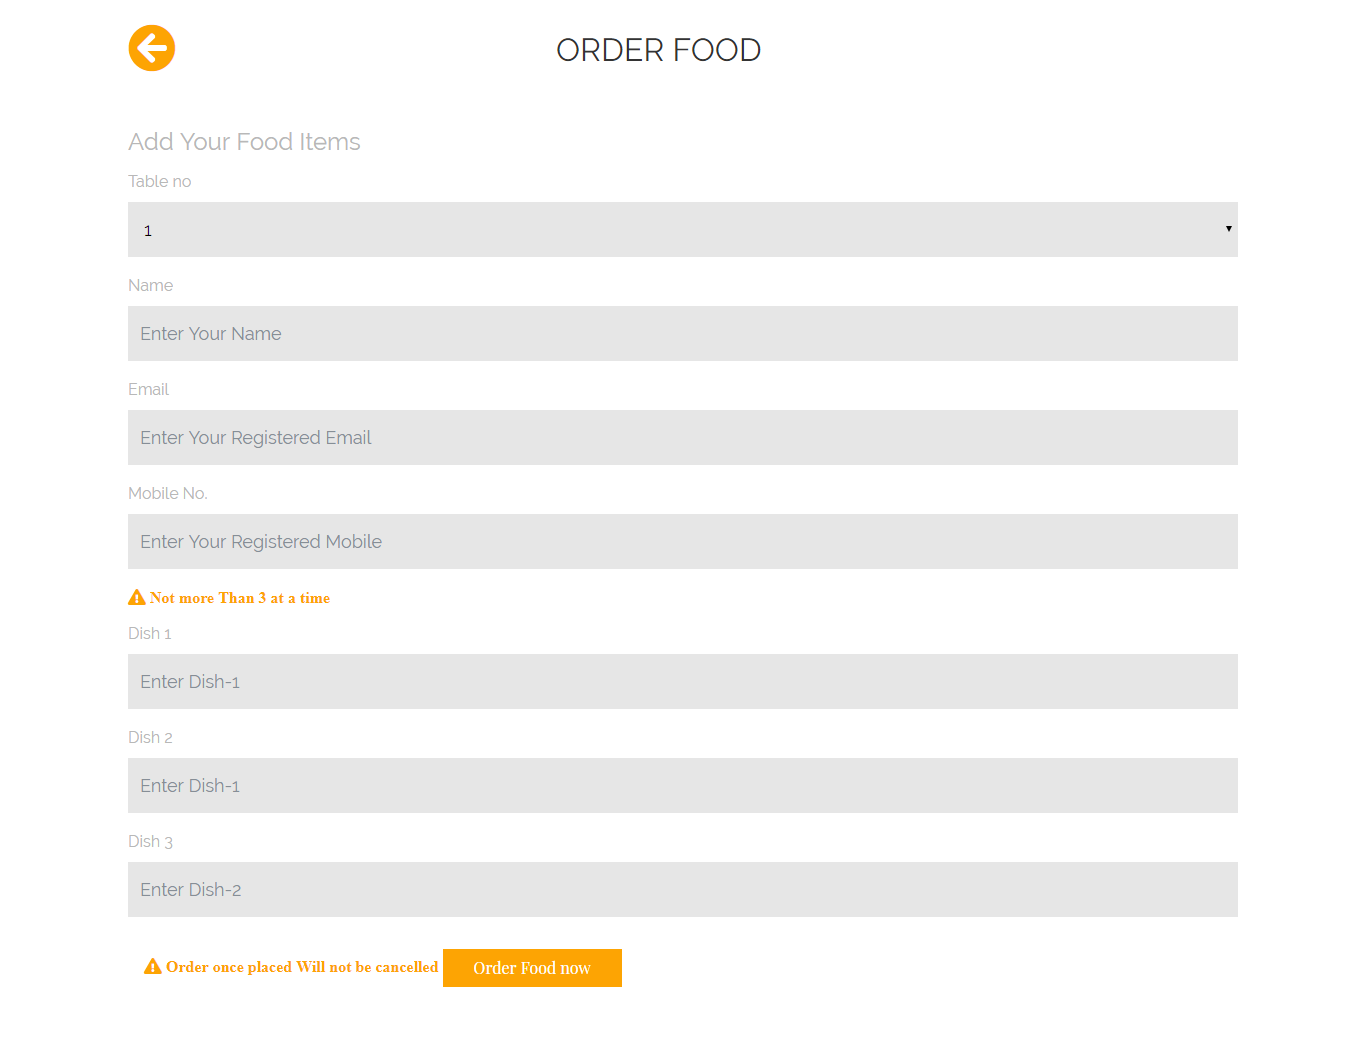 ORDER FOOD
Add Your Food Items
Table no
1
Name
Enter Your Name
Email
Enter Your Registered Email
Mobile No.
Enter Your Registered Mobile
Not more Than 3 at a time
Dish 1
Enter Dish-1
Dish 2
Enter Dish-1
Dish 3
Enter Dish-2
Order once placed Will not be cancelled Order Food now